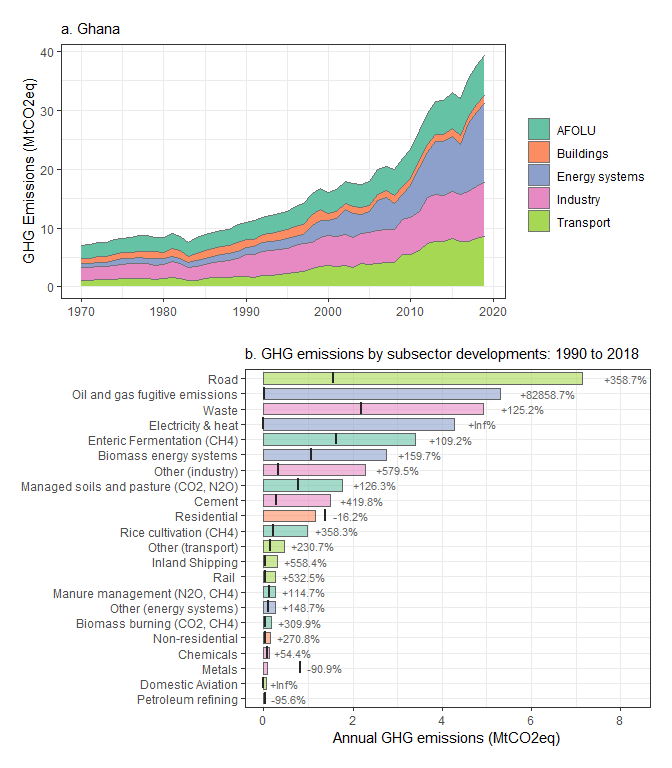 a. Ghana
GHG Emissions (MtCO2eq)
40
30
20
10
0
1970 1980 1990 2000 2010 2020
AFOLU
Buildings
Energy systems
Industry
Transport
b. GHG emissions by subsector developments: 1990 to 2018
Road +358.7%
Oil and gas fugitive emissions +82858.7%
Waste +125.2%
Electricity & heat +Inf%
Enteric Fermentation (CH4) +109.2%
Biomass energy systems +159.7%
Other (industry) +579.5%
Managed soils and pasture (CO2, N2O) +126.3%
Cement +419.8%
Residential -16.2%
Rice cultivation (CH4) +358.3%
Other (transport) +230.7%
Inland Shipping +558.4%
Rail +532.5%
Manure management (N2O, CH4) +114.7%
Other (energy systems) +148.7%
Biomass burning (CO2, CH4) +309.9%
Non-residential +270.8%
Chemicals +54.4%
Metals -90.9%
Domestic Aviation +Inf%
Petroleum refining -95.6%
0 2 4 6 8
Annual GHG emissions (MtCO2eq)